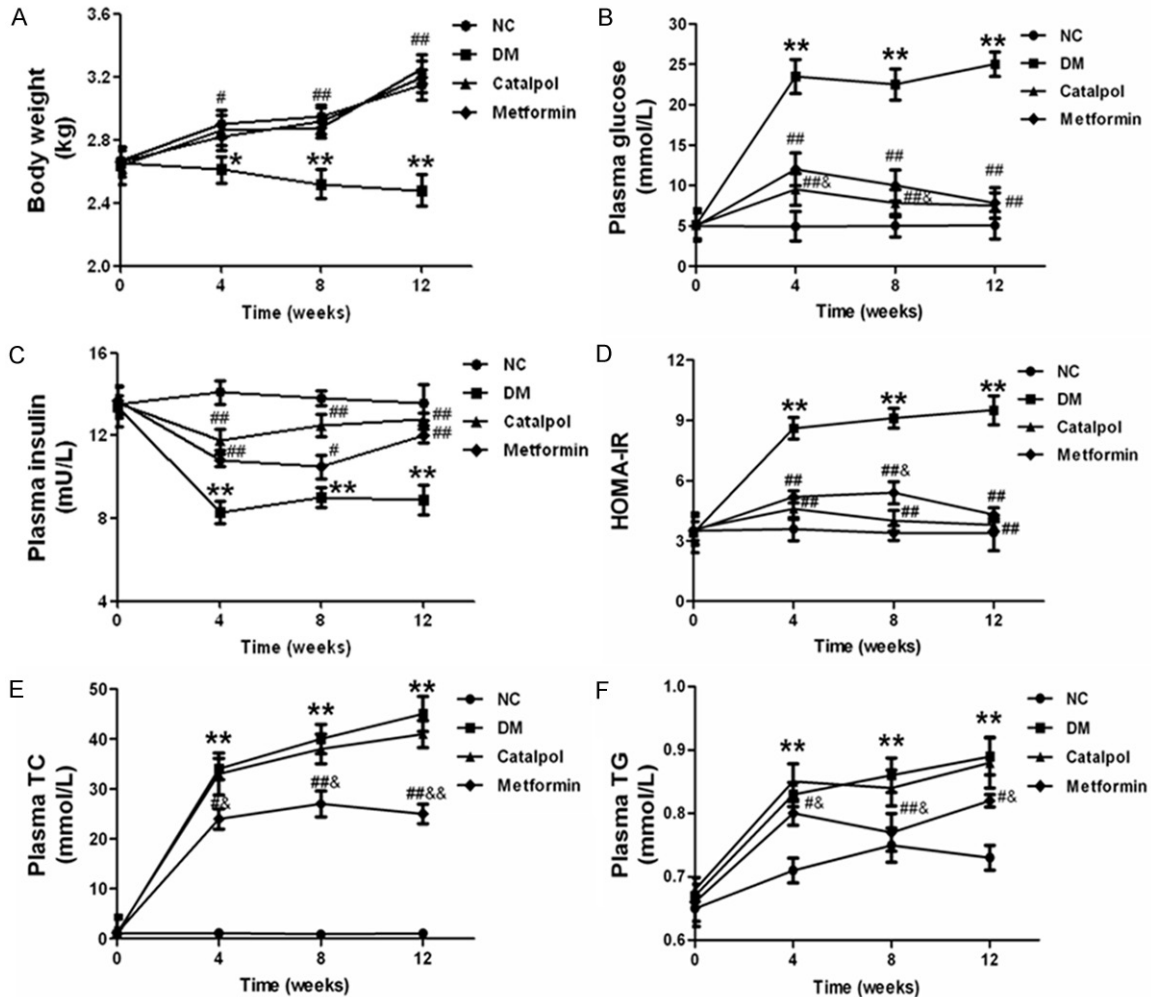 A
Body weight
(kg)
3.6
3.2
2.8
2.4
2.0
#
##
##
*
**
**
NC
DM
Catalpol
Metformin
0 4 8 12
Time (weeks)
B
Plasma glucose
(mmol/L)
30
25
20
15
10
5
0
**
**
**
##
##
##
##&
##&
##
NC
DM
Catalpol
Metformin
0 4 8 12
Time (weeks)
C
Plasma insulin
(mU/L)
16
12
8
4
##
##
##
##
#
##
**
**
**
NC
DM
Catalpol
Metformin
0 4 8 12
Time (weeks)
D
HOMA-IR
12
9
6
3
0
**
**
**
##
##&
##
##
##
##
NC
DM
Catalpol
Metformin
0 4 8 12
Time (weeks)
E
Plasma TC
(mmol/L)
50
40
30
20
10
0
**
**
**
#&
##&
##&&
NC
DM
Catalpol
Metformin
0 4 8 12
Time (weeks)
F
Plasma TG
(mmol/L)
1.0
0.9
0.8
0.7
0.6
**
**
**
#&
##&
#&
NC
DM
Catalpol
Metformin
0 4 8 12
Time (weeks)